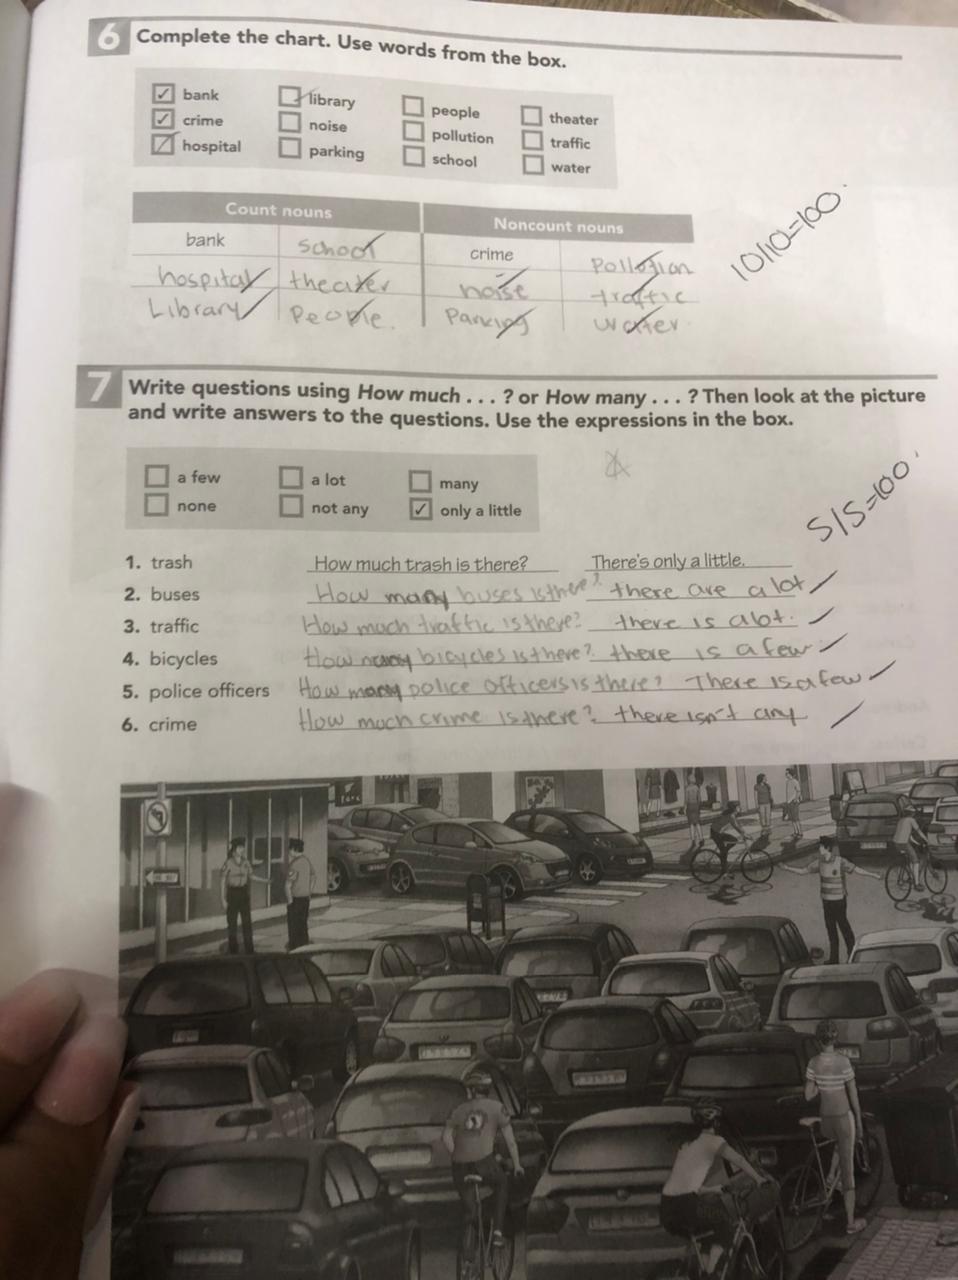 6 Complete the chart. Use words from the box.
bank library people theater
crime noise pollution traffic
hospital parking school water
Count nouns Noncount nouns
bank school crime Pollotian
hospital theater noise traffic
Library People. Parking water.
10/10=100.
7 Write questions using How much . . . ? or How many . . . ? Then look at the picture
and write answers to the questions. Use the expressions in the box.
a few a lot many
none not any only a little
5/5=100.
1. trash How much trash is there? There's only a little.
2. buses How many buses is there? there are a lot
3. traffic How much traffic is there? there is alot.
4. bicycles How many bicycles is there? there is a few
5. police officers How many police officers is there? There is a few
6. crime How much crime is there? there isn't any